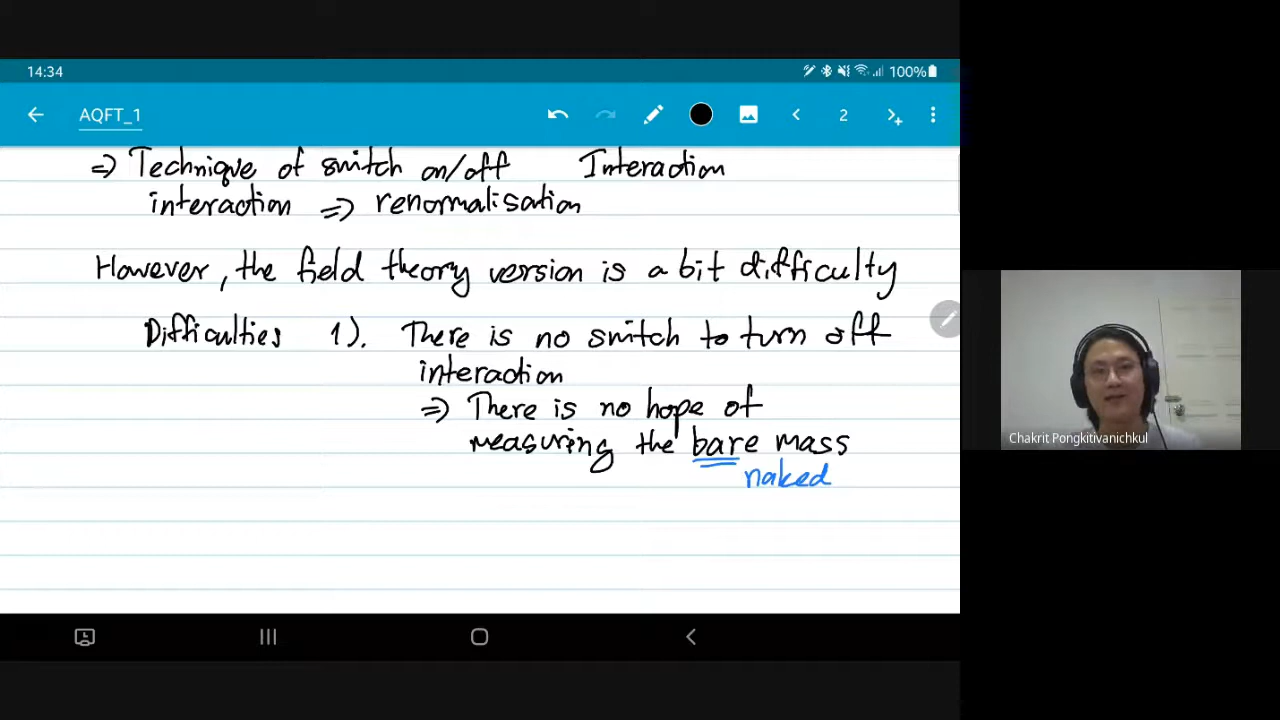 14:34
100%
AQFT_1
2
⇒ Technique of switch on/off Interaction
interaction ⇒ renormalisation
However, the field theory version is a bit difficulty
Difficulties 1). There is no switch to turn off
interaction
⇒ There is no hope of
measuring the bare mass
naked
Chakrit Pongkitivanichkul